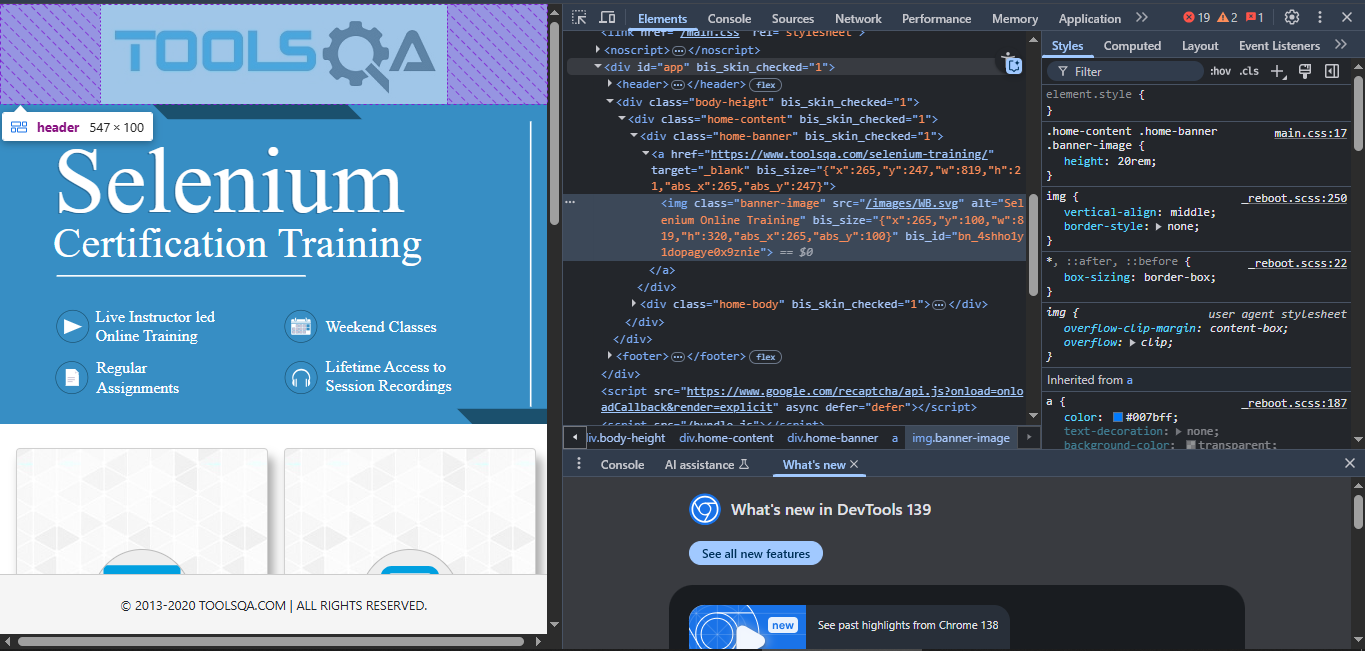 TOOLSQA
header 547 × 100
Selenium
Certification Training
Live Instructor led
Online Training
Weekend Classes
Regular
Assignments
Lifetime Access to
Session Recordings
© 2013-2020 TOOLSQA.COM | ALL RIGHTS RESERVED.
Elements Console Sources Network Performance Memory Application 19 2 1
<link href="/main.css" rel="stylesheet">
<noscript>…</noscript>
<div id="app" bis_skin_checked="1">
<header>…</header> flex
<div class="body-height" bis_skin_checked="1">
<div class="home-content" bis_skin_checked="1">
<div class="home-banner" bis_skin_checked="1">
<a href="https://www.toolsqa.com/selenium-training/"
target="_blank" bis_size="{"x":265,"y":247,"w":819,"h":2
1,"abs_x":265,"abs_y":247}">
<img class="banner-image" src="/images/WB.svg" alt="Sel
enium Online Training" bis_size="{"x":265,"y":100,"w":8
19,"h":320,"abs_x":265,"abs_y":100}" bis_id="bn_4shho1y
1dopagye0x9znie"> == $0
</a>
</div>
<div class="home-body" bis_skin_checked="1">…</div>
</div>
</div>
<footer>…</footer> flex
</div>
<script src="https://www.google.com/recaptcha/api.js?onload=onlo
adCallback&render=explicit" async defer="defer"></script>
<script src="/bundle.js"></script>
iv.body-height div.home-content div.home-banner a img.banner-image
Styles Computed Layout Event Listeners
Filter :hov .cls
element.style {
}
.home-content .home-banner main.css:17
.banner-image {
height: 20rem;
}
img { _reboot.scss:250
vertical-align: middle;
border-style: none;
}
*, ::after, ::before { _reboot.scss:22
box-sizing: border-box;
}
img { user agent stylesheet
overflow-clip-margin: content-box;
overflow: clip;
}
Inherited from a
a { _reboot.scss:187
color: #007bff;
text-decoration: none;
background-color: transparent;
Console AI assistance What's new
What's new in DevTools 139
See all new features
new
See past highlights from Chrome 138